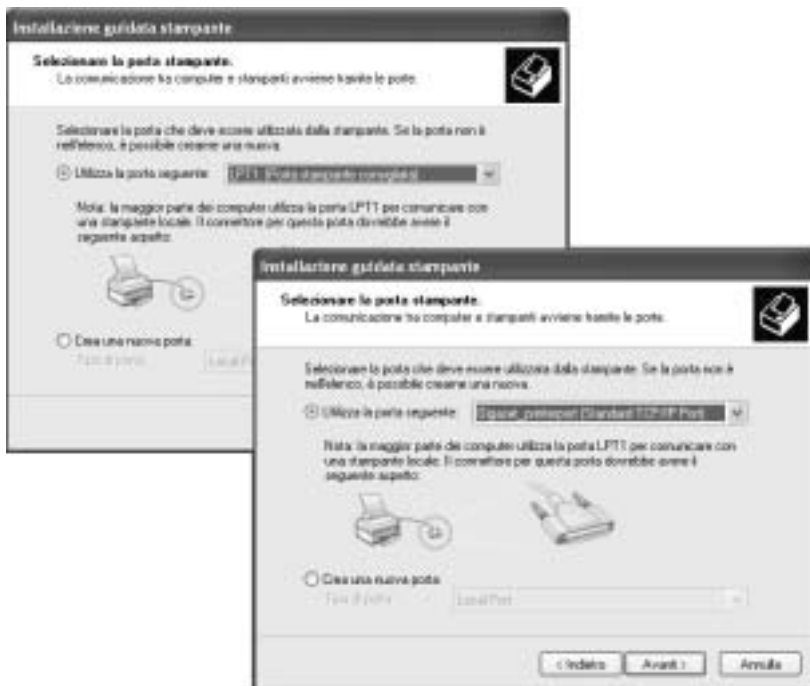 Installazione guidata stampante
Selezionare la porta stampante.
La comunicazione tra computer e stampanti avviene tramite le porte.
Selezionare la porta che deve essere utilizzata dalla stampante. Se la porta non è
nell'elenco, è possibile crearne una nuova.
Utilizza la porta seguente:
LPT1: (Porta stampante consigliata)
Nota: la maggior parte dei computer utilizza la porta LPT1 per comunicare con
una stampante locale. Il connettore per questa porta dovrebbe avere il
seguente aspetto:
Crea una nuova porta:
Tipo di porta:
Local Port
Installazione guidata stampante
Selezionare la porta stampante.
La comunicazione tra computer e stampanti avviene tramite le porte.
Selezionare la porta che deve essere utilizzata dalla stampante. Se la porta non è
nell'elenco, è possibile crearne una nuova.
Utilizza la porta seguente:
(Standard TCP/IP Port)
Nota: la maggior parte dei computer utilizza la porta LPT1 per comunicare con
una stampante locale. Il connettore per questa porta dovrebbe avere il
seguente aspetto:
Crea una nuova porta:
Tipo di porta:
Local Port
< Indietro
Avanti >
Annulla